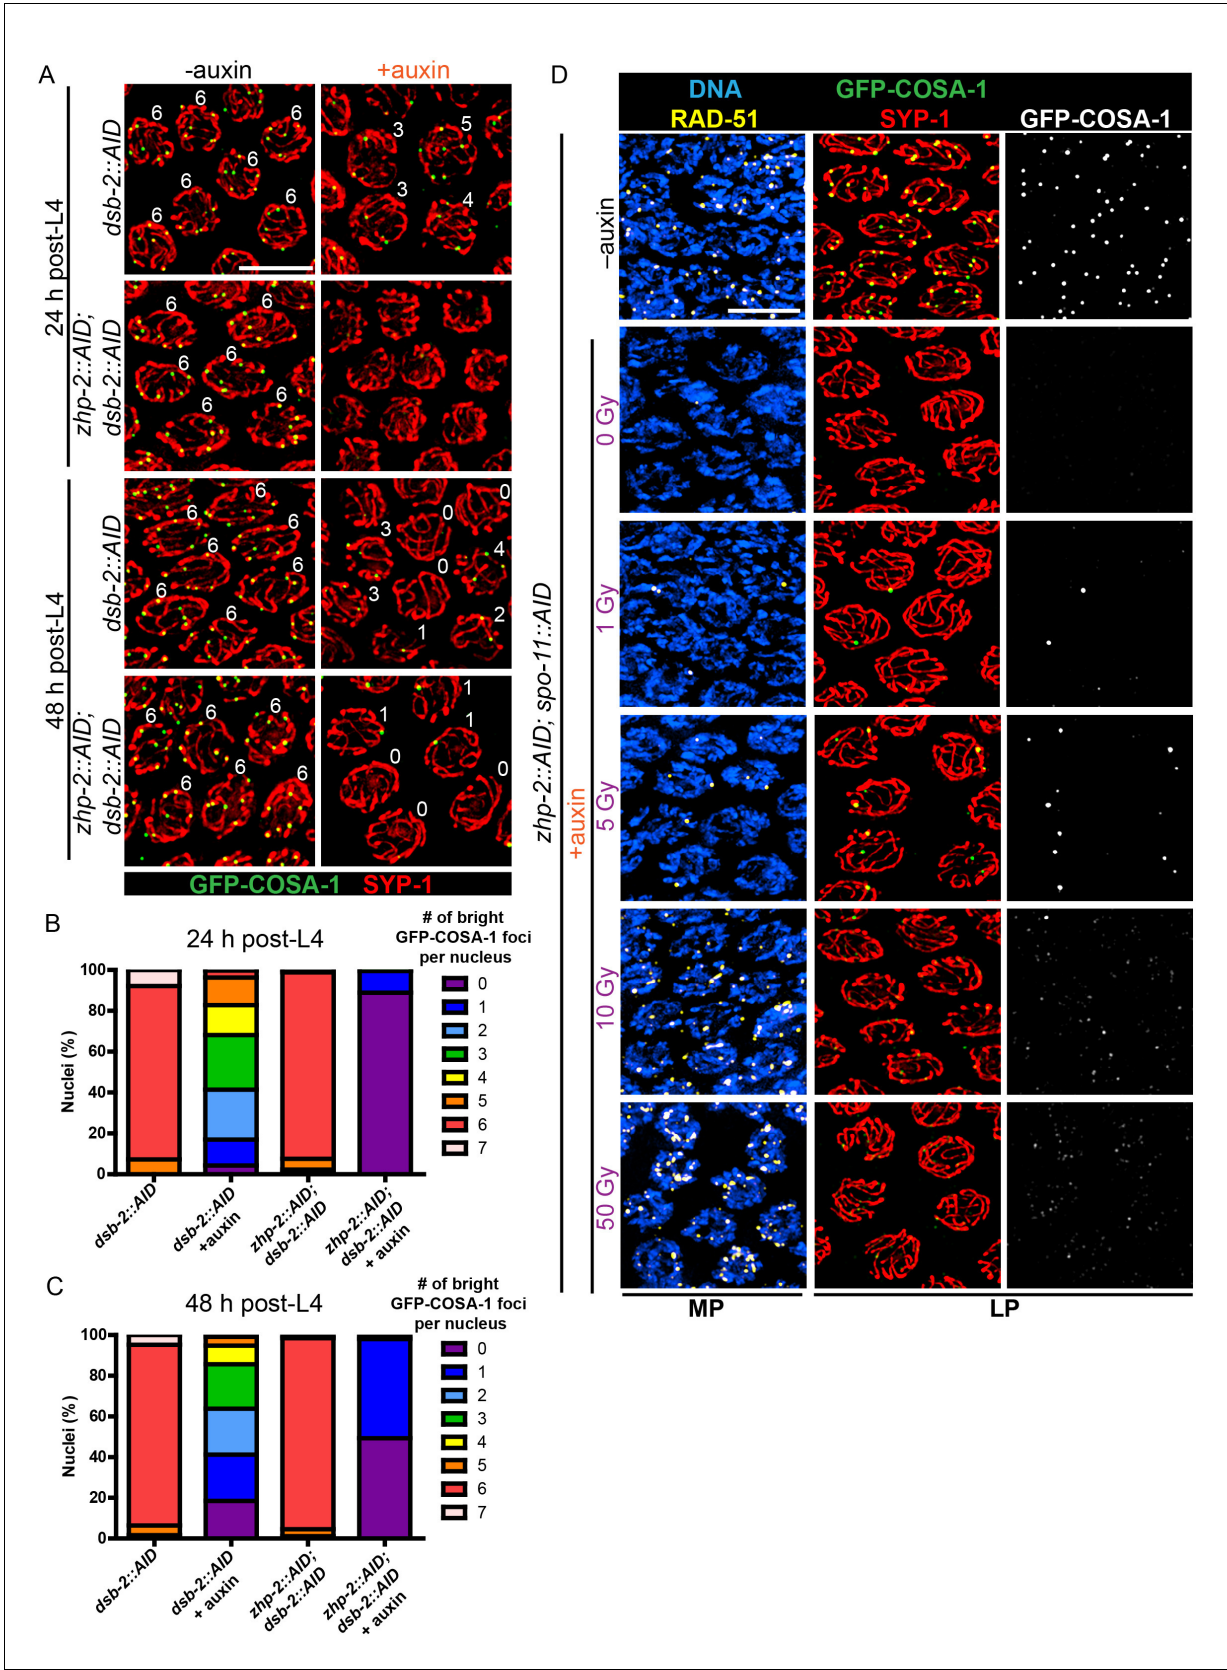 A
-auxin
+auxin
24 h post-L4
dsb-2::AID
6
6
6
6
6
6
6
3
5
3
4
zhp-2::AID;
dsb-2::AID
6
6
6
6
6
6
48 h post-L4
dsb-2::AID
6
6
6
6
6
6
6
0
0
3
4
0
3
2
1
zhp-2::AID;
dsb-2::AID
6
6
6
6
6
6
1
1
1
0
0
0
GFP-COSA-1 SYP-1
B
24 h post-L4
# of bright
GFP-COSA-1 foci
per nucleus
Nuclei (%)
100
80
60
40
20
0
0
1
2
3
4
5
6
7
dsb-2::AID
dsb-2::AID
+auxin
zhp-2::AID;
dsb-2::AID
zhp-2::AID;
dsb-2::AID
+ auxin
C
48 h post-L4
# of bright
GFP-COSA-1 foci
per nucleus
Nuclei (%)
100
80
60
40
20
0
0
1
2
3
4
5
6
7
dsb-2::AID
dsb-2::AID
+ auxin
zhp-2::AID;
dsb-2::AID
zhp-2::AID;
dsb-2::AID
+ auxin
D
DNA
RAD-51
GFP-COSA-1
SYP-1
GFP-COSA-1
zhp-2::AID; spo-11::AID
–auxin
+auxin
0 Gy
1 Gy
5 Gy
10 Gy
50 Gy
MP
LP